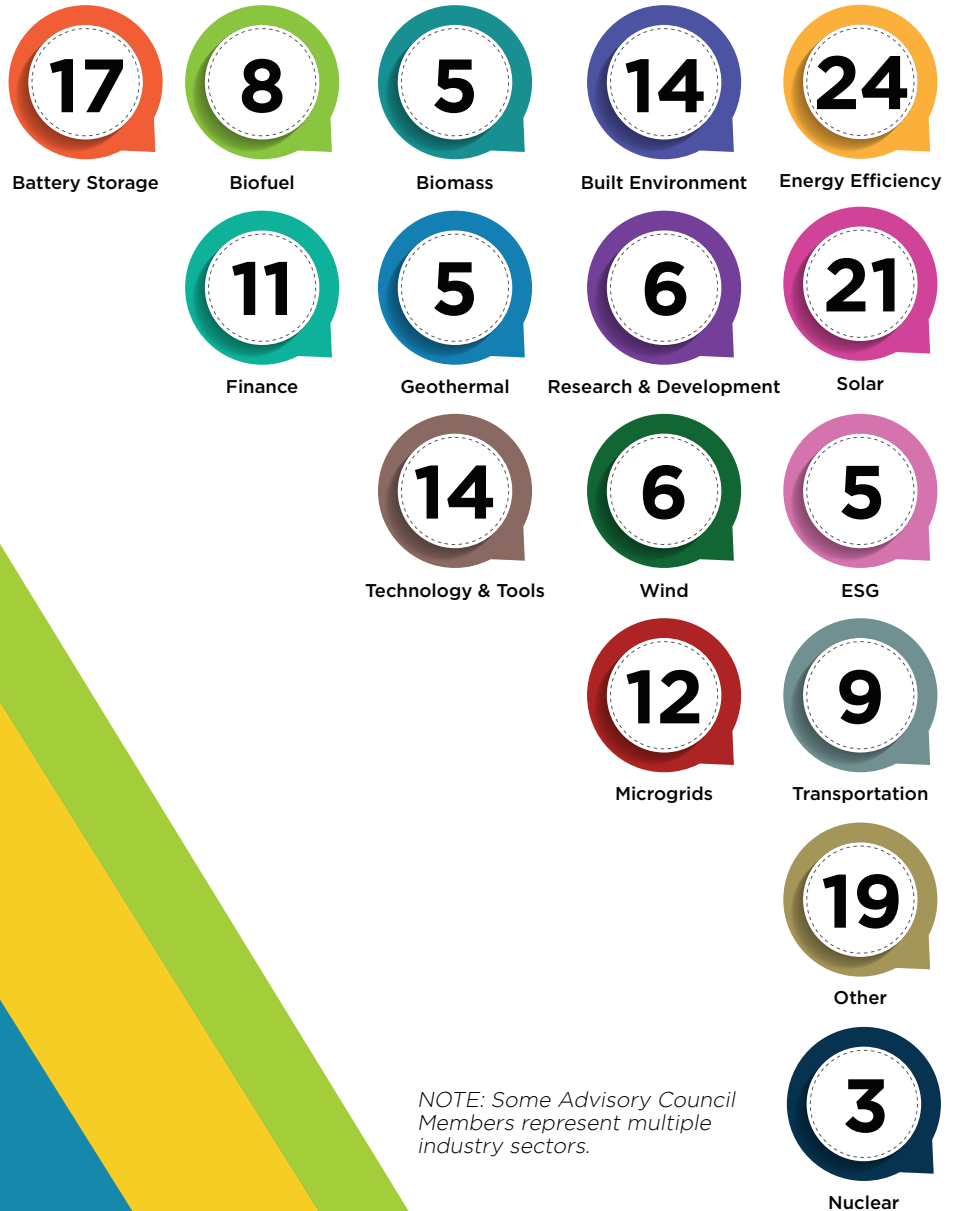 17
Battery Storage
8
Biofuel
5
Biomass
14
Built Environment
24
Energy Efficiency
11
Finance
5
Geothermal
6
Research & Development
21
Solar
14
Technology & Tools
6
Wind
5
ESG
12
Microgrids
9
Transportation
19
Other
3
Nuclear
NOTE: Some Advisory Council
Members represent multiple
industry sectors.